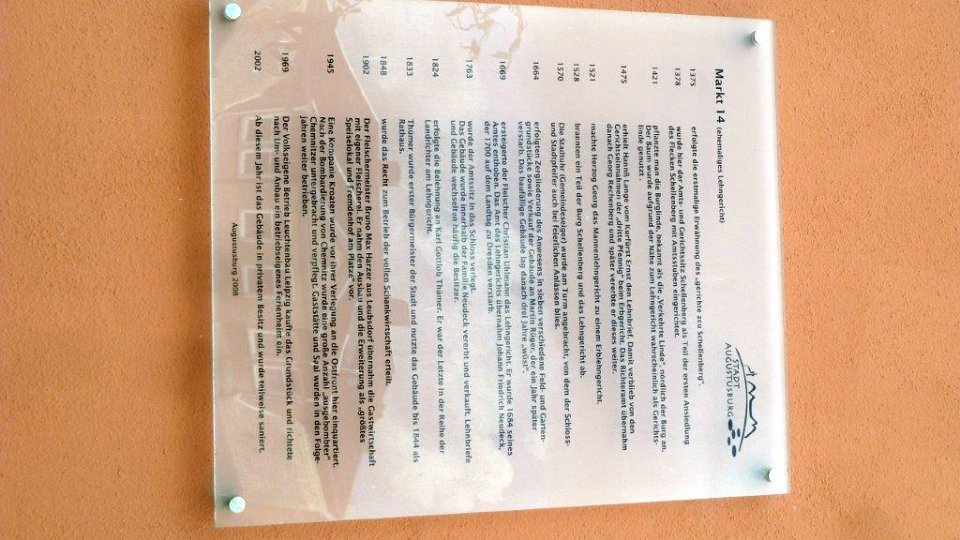 STADT
AUGUSTUSBURG
Markt 14 (ehemaliges Lehngericht)
1375 erfolgte die erstmalige Erwähnung des „gerichte zcu Schellenberg“.
1378 wurde hier der Amts- und Gerichtssitz Schellenberg als Teil der ersten Ansiedlung
des Flecken Schellenberg mit Amtsstuben eingerichtet.
1421 pflanzte man die Burglinde, bekannt als die „Verkehrte Linde“, nördlich der Burg an.
Der Baum wurde aufgrund der Nähe zum Lehngericht wahrscheinlich als Gerichts-
linde genutzt .
1475 erhielt Hannß Lange vom Kurfürst Ernst den Lehnbrief. Damit verblieb von den
Gerichtseinnahmen der „dritte Pfennig“ beim Erbgericht. Das Richteramt übernahm
danach Georg Rechenberg und später vererbte er dieses weiter.
1521 machte Herzog Georg das Mannlehngericht zu einem Erblehngericht.
1528 brannten ein Teil der Burg Schellenberg und das Lehngericht ab.
1570 Die Stadtuhr (Gemeindeseiger) wurde am Turm angebracht, von dem der Schloss-
und Stadtpfeifer auch bei feierlichen Anlässen blies.
1664 erfolgten Zergliederung des Anwesens in sieben verschiedene Feld- und Garten-
grundstücke sowie Verkauf der Gebäude an Martin Rüger, der ein Jahr später
verstarb. Das baufällige Gebäude lag danach drei Jahre „wüst“.
1669 ersteigerte der Fleischer Christian Uhlmann das Lehngericht. Er wurde 1684 seines
Amtes enthoben. Das Amt des Lehngerichts übernahm Johann Friedrich Neudeck,
der 1700 auf dem Landtag zu Dresden verstarb.
1763 wurde der Amtssitz in das Schloss verlegt.
Das Gebäude wurde innerhalb der Familie Neudeck vererbt und verkauft. Lehnbriefe
und Gebäude wechselten häufig die Besitzer.
1824 erfolgte die Belehnung an Karl Gottlob Thümer. Er war der Letzte in der Reihe der
Landrichter am Lehngericht.
1833 Thümer wurde erster Bürgermeister der Stadt und nutzte das Gebäude bis 1844 als
Rathaus.
1848 wurde das Recht zum Betrieb der vollen Schankwirtschaft erteilt.
1902 Der Fleischermeister Bruno Max Harzer aus Leubsdorf übernahm die Gastwirtschaft
mit eigener Fleischerei. Er nahm den Ausbau und die Erweiterung als „größtes
Speiselokal und Fremdenhof am Platze“ vor.
1945 Eine Kompanie Kroaten wurde vor ihrer Verlegung an die Ostfront hier einquartiert.
Nach der Bombardierung von Chemnitz wurde eine große Anzahl „ausgebombter“
Chemnitzer untergebracht und verpflegt. Gaststätte und Saal wurden in den Folge-
jahren weiter betrieben.
1969 Der Volkseigene Betrieb Leuchtenbau Leipzig kaufte das Grundstück und richtete
nach Um- und Anbau ein betriebseigenes Ferienheim ein.
2002 Ab diesem Jahr ist das Gebäude in privatem Besitz und wurde teilweise saniert.
Augustusburg 2008